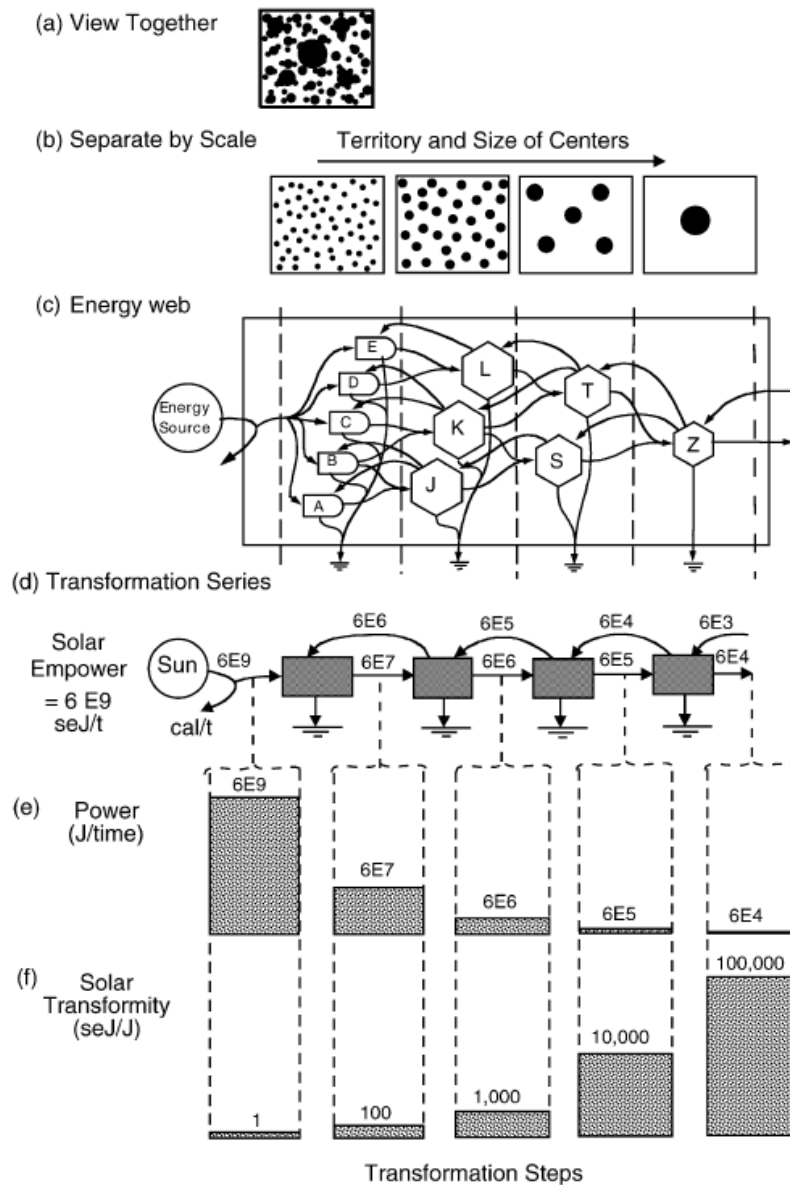 (a) View Together
(b) Separate by Scale
Territory and Size of Centers
(c) Energy web
Energy
Source
E
D
C
B
A
L
K
J
T
S
Z
(d) Transformation Series
Solar
Empower
= 6 E9
seJ/t
Sun
cal/t
6E9
6E6
6E7
6E5
6E6
6E4
6E5
6E3
6E4
(e) Power
(J/time)
6E9
6E7
6E6
6E5
6E4
(f) Solar
Transformity
(seJ/J)
1
100
1,000
10,000
100,000
Transformation Steps